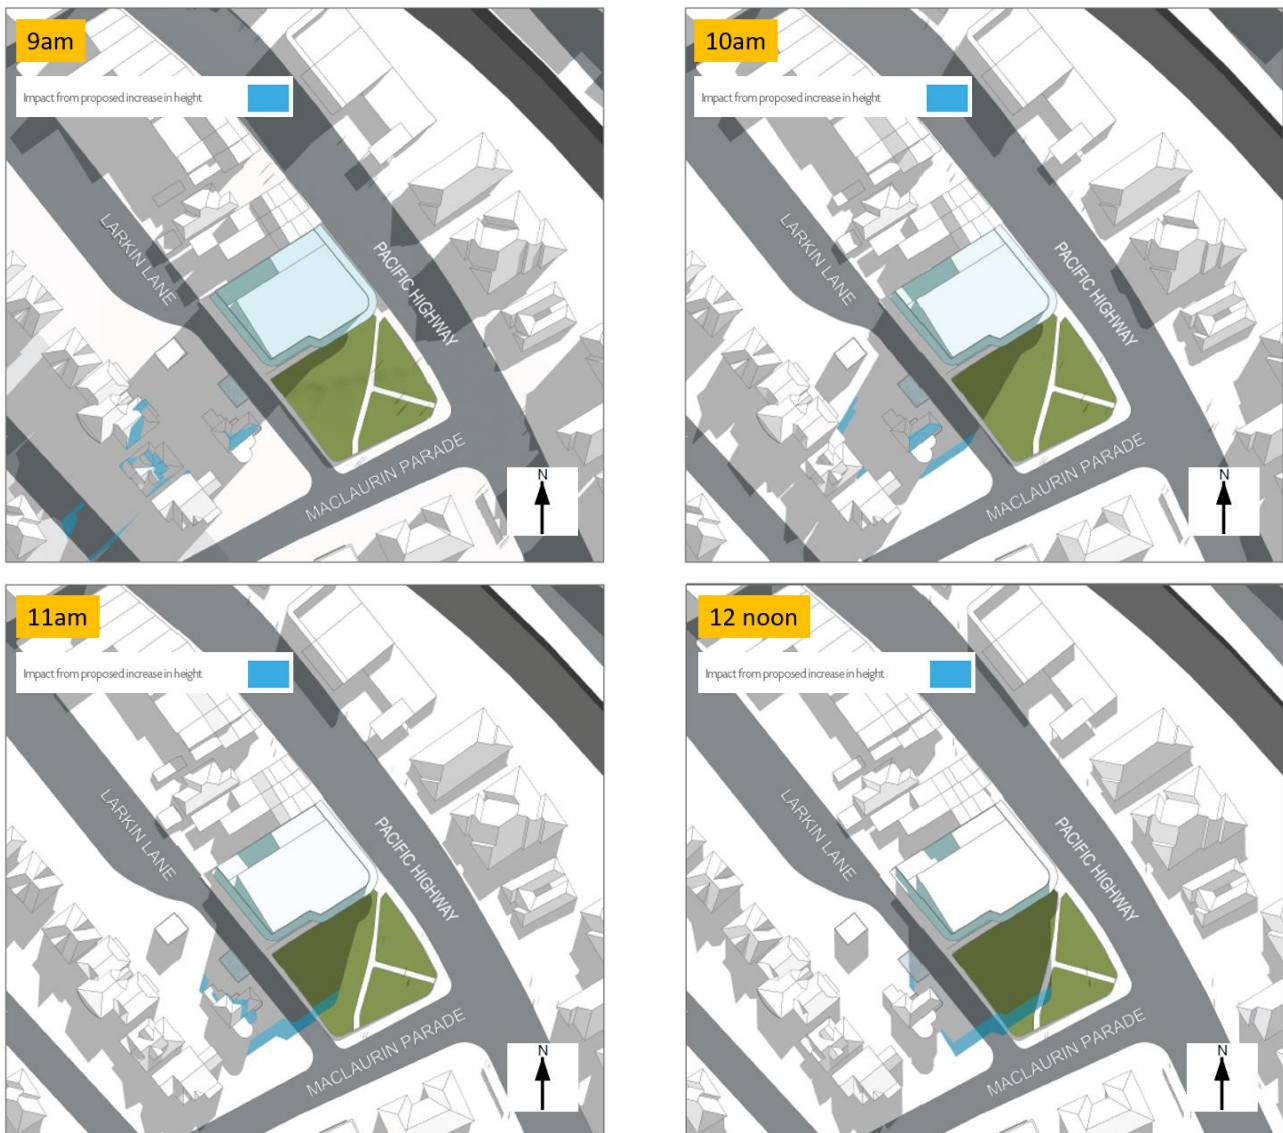 9am
Impact from proposed increase in height
LARKIN LANE
PACIFIC HIGHWAY
MACLAURIN PARADE
N
10am
Impact from proposed increase in height
LARKIN LANE
PACIFIC HIGHWAY
MACLAURIN PARADE
N
11am
Impact from proposed increase in height
LARKIN LANE
PACIFIC HIGHWAY
MACLAURIN PARADE
N
12 noon
Impact from proposed increase in height
LARKIN LANE
PACIFIC HIGHWAY
MACLAURIN PARADE
N